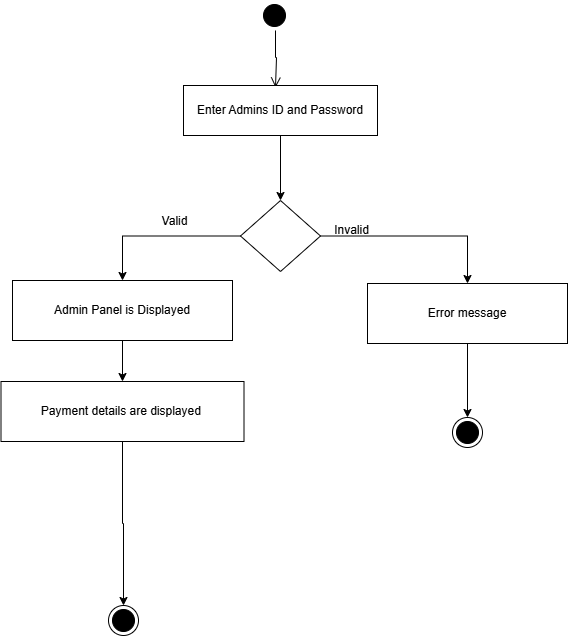 Enter Admins ID and Password
Valid
Invalid
Admin Panel is Displayed
Error message
Payment details are displayed